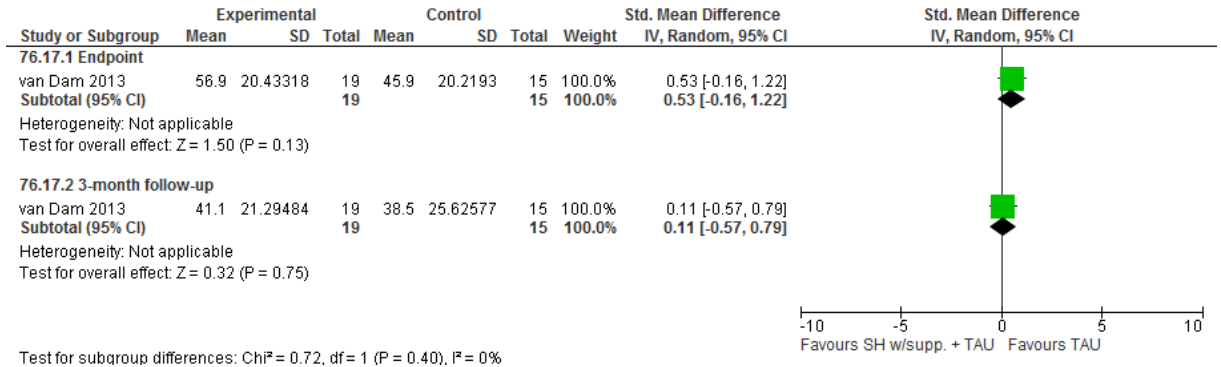 Experimental Control Std. Mean Difference Std. Mean Difference
Study or Subgroup Mean SD Total Mean SD Total Weight IV, Random, 95% CI IV, Random, 95% CI
76.17.1 Endpoint
van Dam 2013 56.9 20.43318 19 45.9 20.2193 15 100.0% 0.53 [-0.16, 1.22]
Subtotal (95% CI) 19 15 100.0% 0.53 [-0.16, 1.22]
Heterogeneity: Not applicable
Test for overall effect: Z = 1.50 (P = 0.13)
76.17.2 3-month follow-up
van Dam 2013 41.1 21.29484 19 38.5 25.62577 15 100.0% 0.11 [-0.57, 0.79]
Subtotal (95% CI) 19 15 100.0% 0.11 [-0.57, 0.79]
Heterogeneity: Not applicable
Test for overall effect: Z = 0.32 (P = 0.75)
-10 -5 0 5 10
Favours SH w/supp. + TAU Favours TAU
Test for subgroup differences: Chi² = 0.72, df = 1 (P = 0.40), I² = 0%